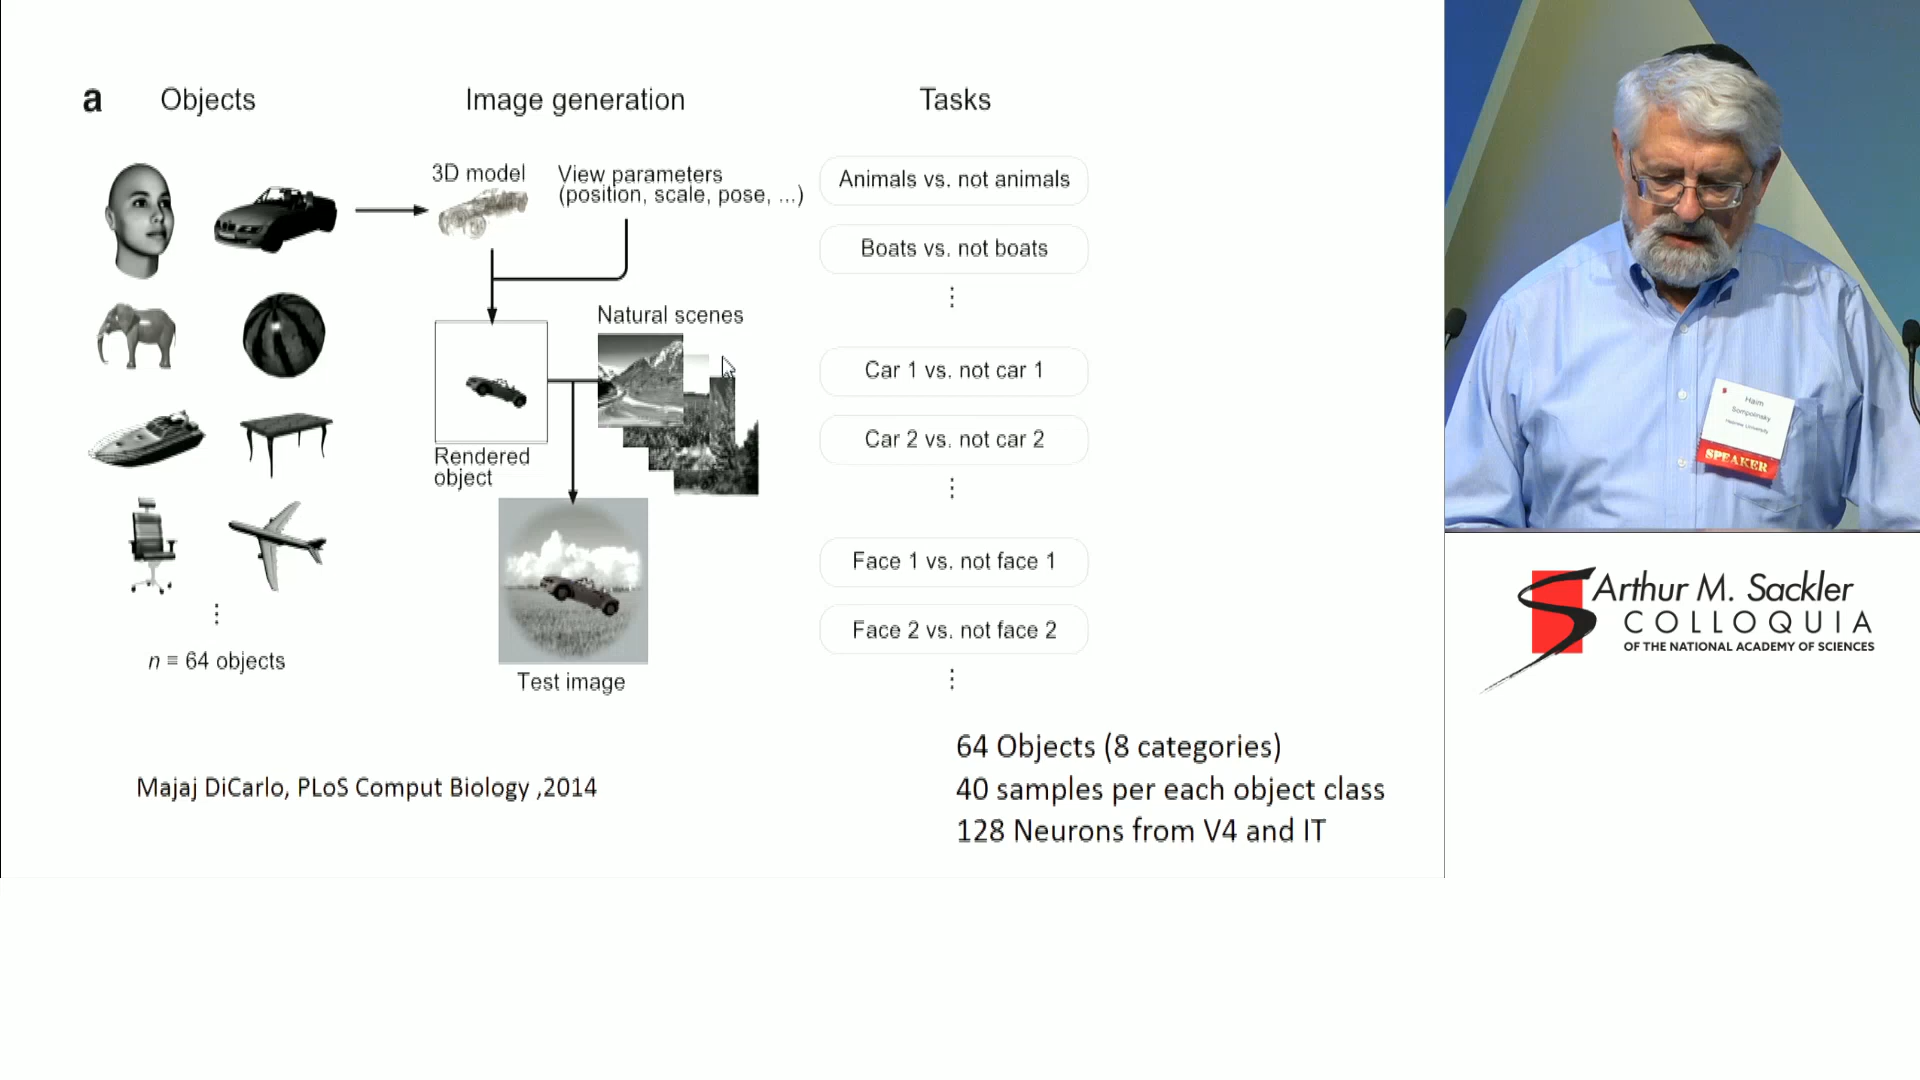 a Objects
Image generation
Tasks
3D model
View parameters
(position, scale, pose, ...)
Natural scenes
Rendered
object
Test image
n = 64 objects
Animals vs. not animals
Boats vs. not boats
Car 1 vs. not car 1
Car 2 vs. not car 2
Face 1 vs. not face 1
Face 2 vs. not face 2
64 Objects (8 categories)
40 samples per each object class
128 Neurons from V4 and IT
Majaj DiCarlo, PLoS Comput Biology ,2014
Haim
Sompolinsky
Hebrew University
SPEAKER
Arthur M. Sackler
COLLOQUIA
OF THE NATIONAL ACADEMY OF SCIENCES